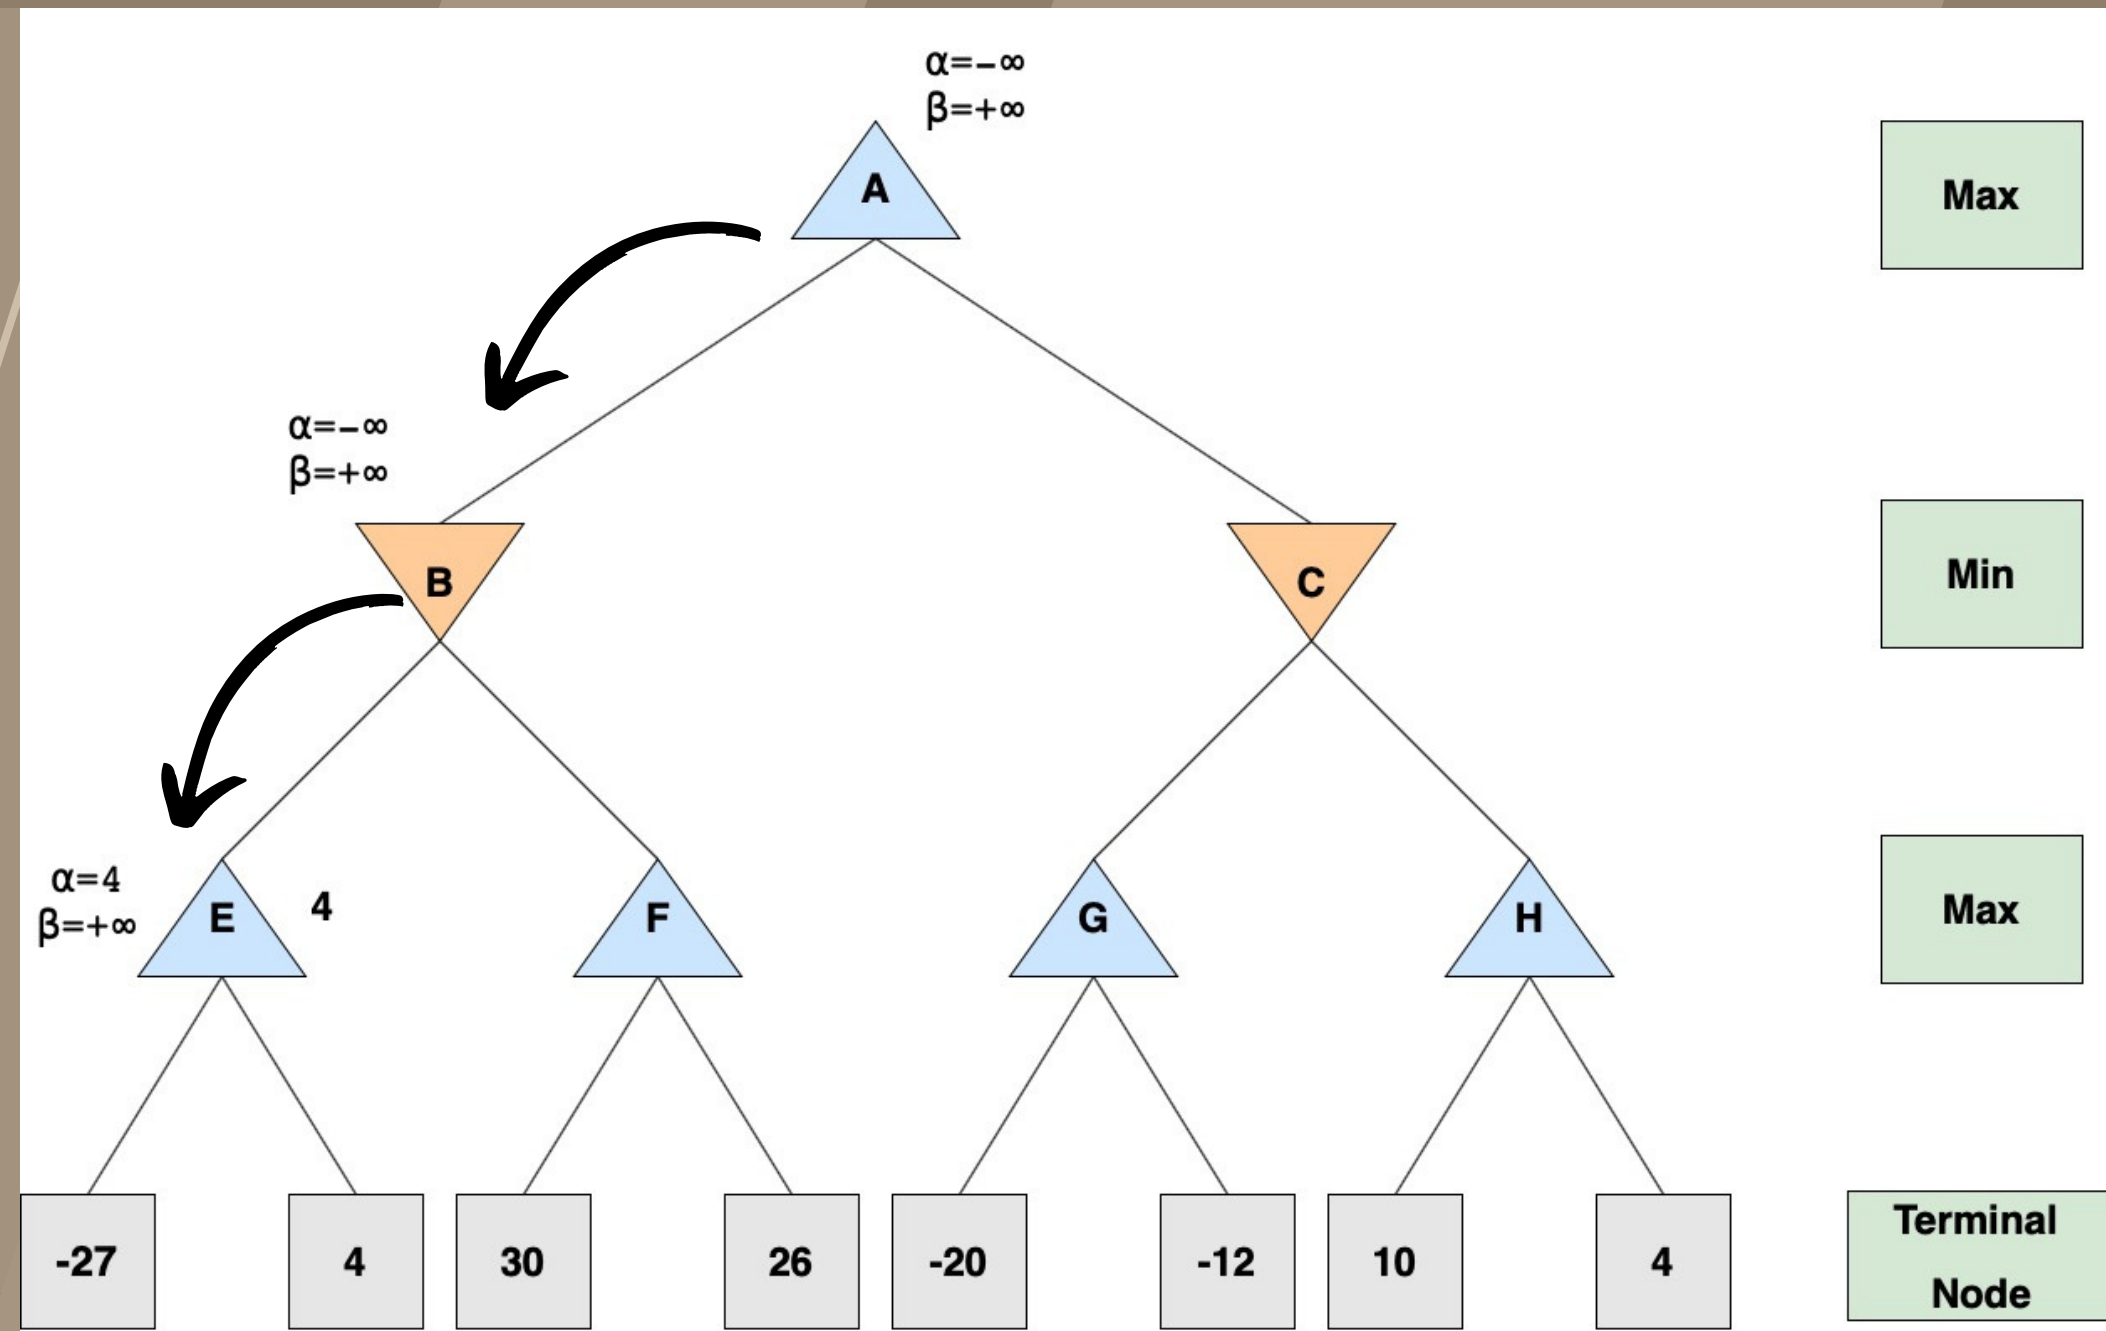 α=−∞
β=+∞
A
Max
α=−∞
β=+∞
B
C
Min
α=4
β=+∞
E
4
F
G
H
Max
-27
4
30
26
-20
-12
10
4
Terminal
Node